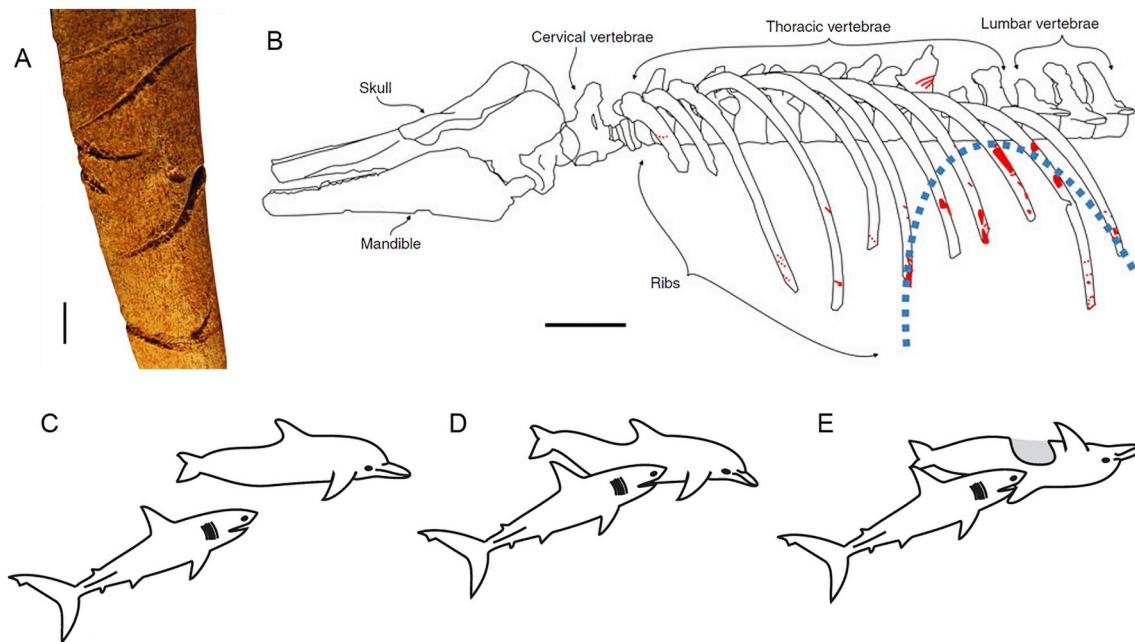 A
B
Cervical vertebrae
Thoracic vertebrae
Lumbar vertebrae
Skull
Mandible
Ribs
C
D
E